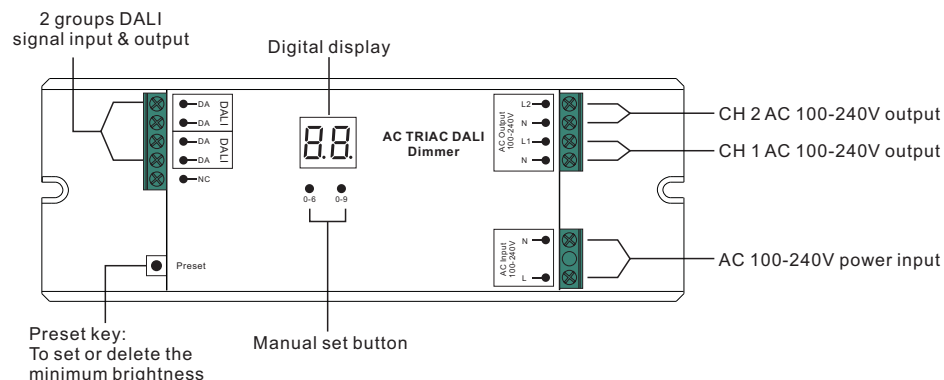 2 groups DALI
signal input & output
Digital display
DA
DA
DA
DA
NC
DALI
DALI
8.8.
AC TRIAC DALI
Dimmer
0-6
0-9
L2
N
L1
N
AC Output
100-240V
CH 2 AC 100-240V output
CH 1 AC 100-240V output
N
L
AC Input
100-240V
AC 100-240V power input
Preset
Preset key:
To set or delete the
minimum brightness
Manual set button